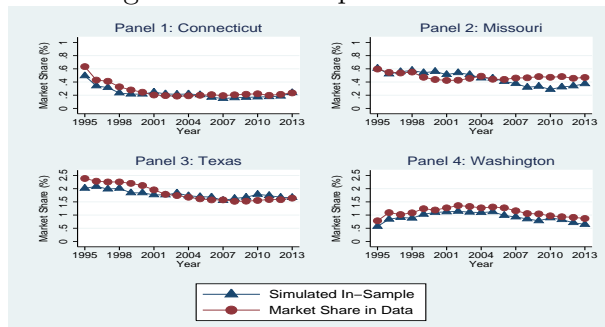 Panel 1: Connecticut
Market Share (%)
0 .2 .4 .6 .8 1
1995 1998 2001 2004 2007 2010 2013
Year
Panel 2: Missouri
Market Share (%)
0 .2 .4 .6 .8 1
1995 1998 2001 2004 2007 2010 2013
Year
Panel 3: Texas
Market Share (%)
0 .5 1 1.5 2 2.5
1995 1998 2001 2004 2007 2010 2013
Year
Panel 4: Washington
Market Share (%)
0 .5 1 1.5 2 2.5
1995 1998 2001 2004 2007 2010 2013
Year
Simulated In−Sample
Market Share in Data